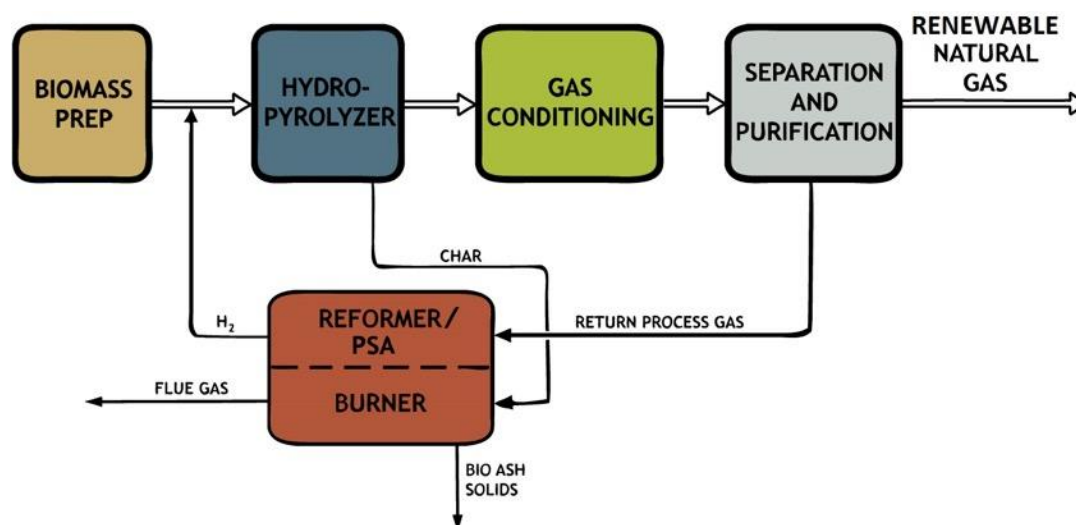 BIOMASS
PREP
HYDRO-
PYROLYZER
GAS
CONDITIONING
SEPARATION
AND
PURIFICATION
RENEWABLE
NATURAL
GAS
CHAR
H₂
REFORMER/
PSA
RETURN PROCESS GAS
FLUE GAS
BURNER
BIO ASH
SOLIDS